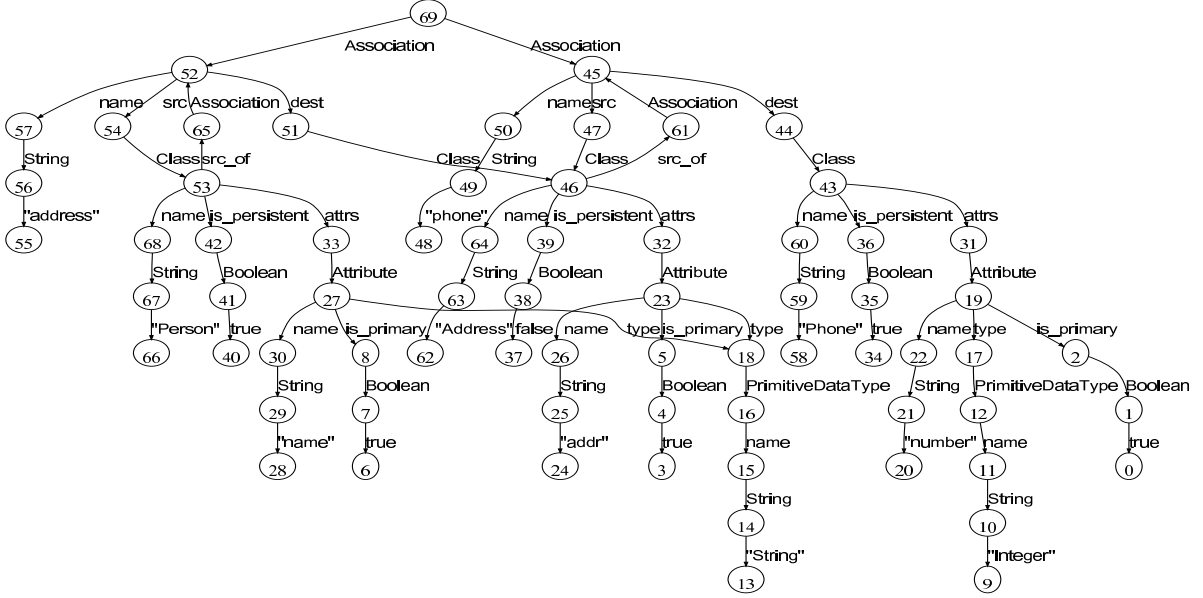 69
Association Association
52 45
name src Association dest name src Association dest
57 54 65 51 50 47 61 44
String Class src_of Class String Class src_of Class
56 53 49 46 43
"address" name is_persistent attrs "phone" name is_persistent attrs name is_persistent attrs
55 68 42 33 48 64 39 32 60 36 31
String Boolean Attribute String Boolean Attribute String Boolean Attribute
67 41 27 63 38 23 59 35 19
"Person" true name is_primary "Address" false name type is_primary type "Phone" true name type is_primary
66 40 30 8 62 37 26 5 18 58 34 22 17 2
String Boolean String Boolean PrimitiveDataType String PrimitiveDataType Boolean
29 7 25 4 16 21 12 1
"name" true "addr" true name "number" name true
28 6 24 3 15 20 11 0
String String
14 10
"String" "Integer"
13 9